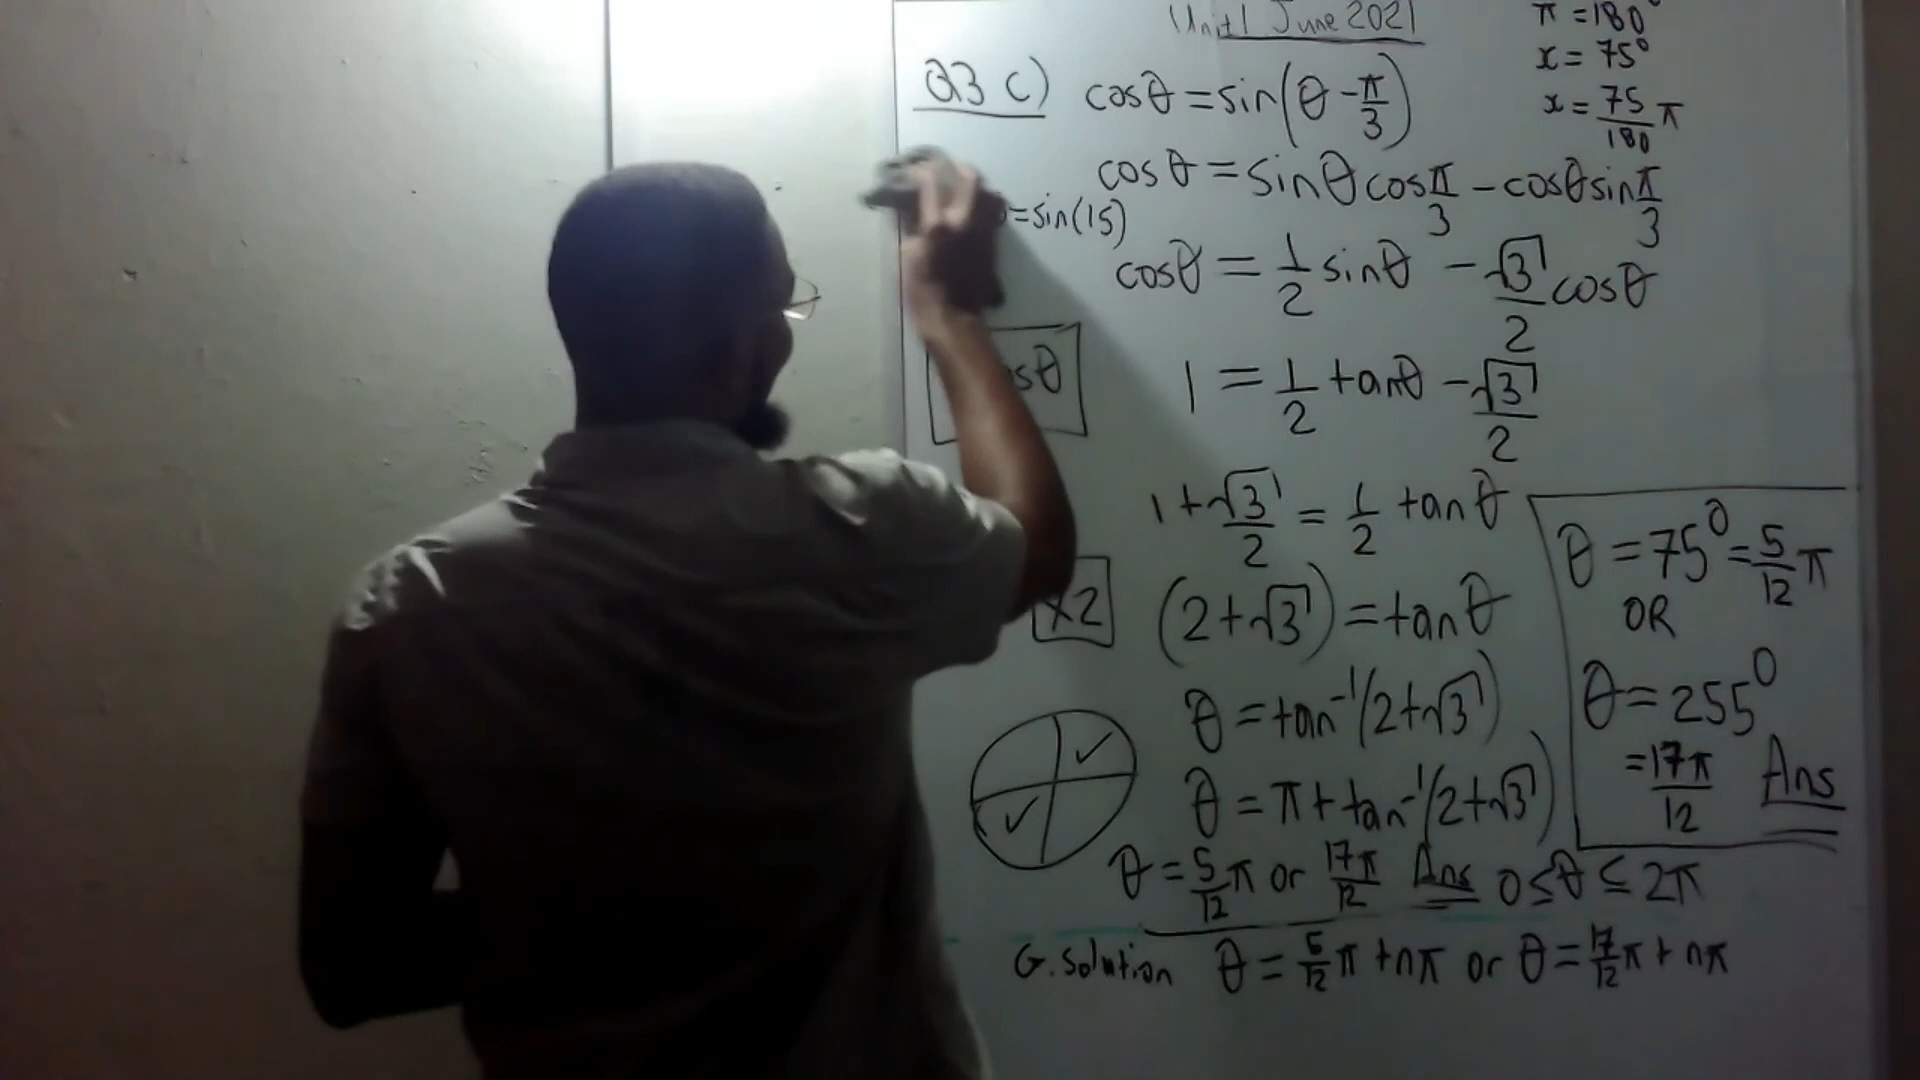 Unit 1 June 2021
π = 180°
x = 75°
x = 75/180 π
Q3 c) cosθ = sin(θ - π/3)
cosθ = sinθ cos π/3 - cosθ sin π/3
= sin(15)
cosθ = 1/2 sinθ - √3/2 cosθ
sθ
1 = 1/2 tanθ - √3/2
1 + √3/2 = 1/2 tanθ
x2
(2+√3) = tanθ
θ = tan⁻¹(2+√3)
θ = π + tan⁻¹(2+√3)
θ = 5/12 π or 17π/12 Ans 0 ≤ θ ≤ 2π
θ = 75° = 5/12 π
OR
θ = 255°
= 17π/12 Ans
G. Solution θ = 5/12 π + nπ or θ = 17/12 π + nπ